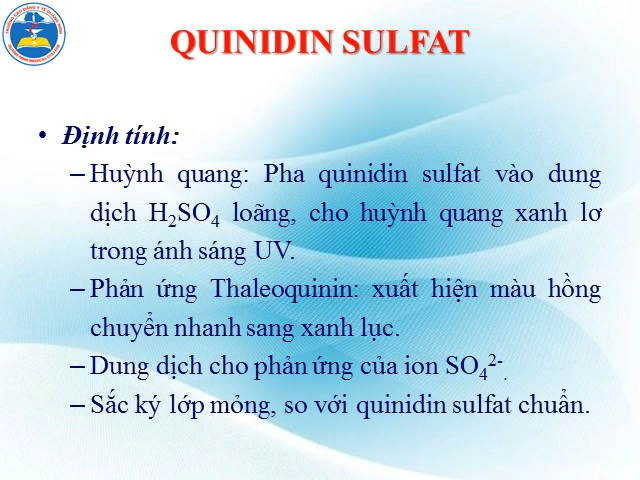 QUINIDIN SULFAT
• Định tính:
– Huỳnh quang: Pha quinidin sulfat vào dung
dịch H₂SO₄ loãng, cho huỳnh quang xanh lơ
trong ánh sáng UV.
– Phản ứng Thaleoquinin: xuất hiện màu hồng
chuyển nhanh sang xanh lục.
– Dung dịch cho phản ứng của ion SO₄²⁻.
– Sắc ký lớp mỏng, so với quinidin sulfat chuẩn.